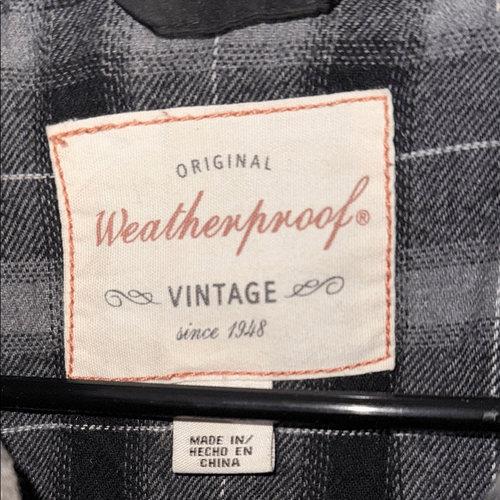 ORIGINAL
Weatherproof®
VINTAGE
since 1948
MADE IN/
HECHO EN
CHINA